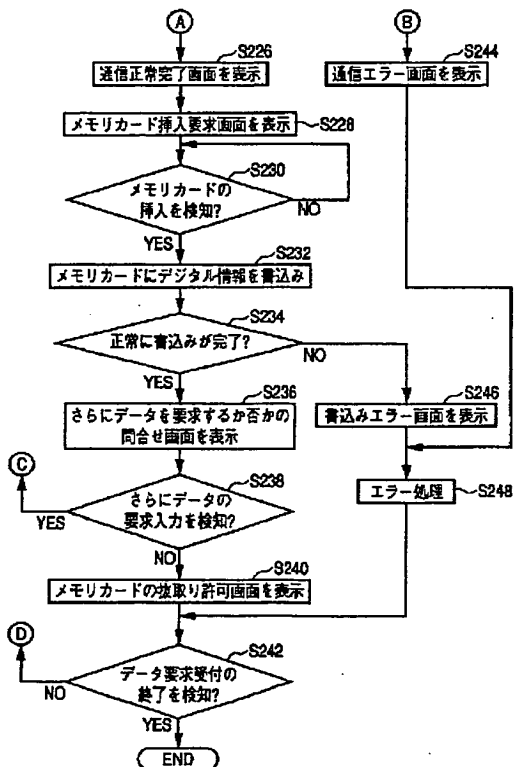 A
B
S226
S244
通信正常完了画面を表示
通信エラー画面を表示
メモリカード挿入要求画面を表示
S228
S230
メモリカードの
挿入を検知?
NO
YES
S232
メモリカードにデジタル情報を書込み
S234
正常に書込みが完了?
NO
YES
S236
S246
さらにデータを要求するか否かの
問合せ画面を表示
書込みエラー画面を表示
C
S238
エラー処理
S248
さらにデータの
要求入力を検知?
YES
NO
S240
メモリカードの抜取り許可画面を表示
D
S242
データ要求受付の
終了を検知?
NO
YES
END